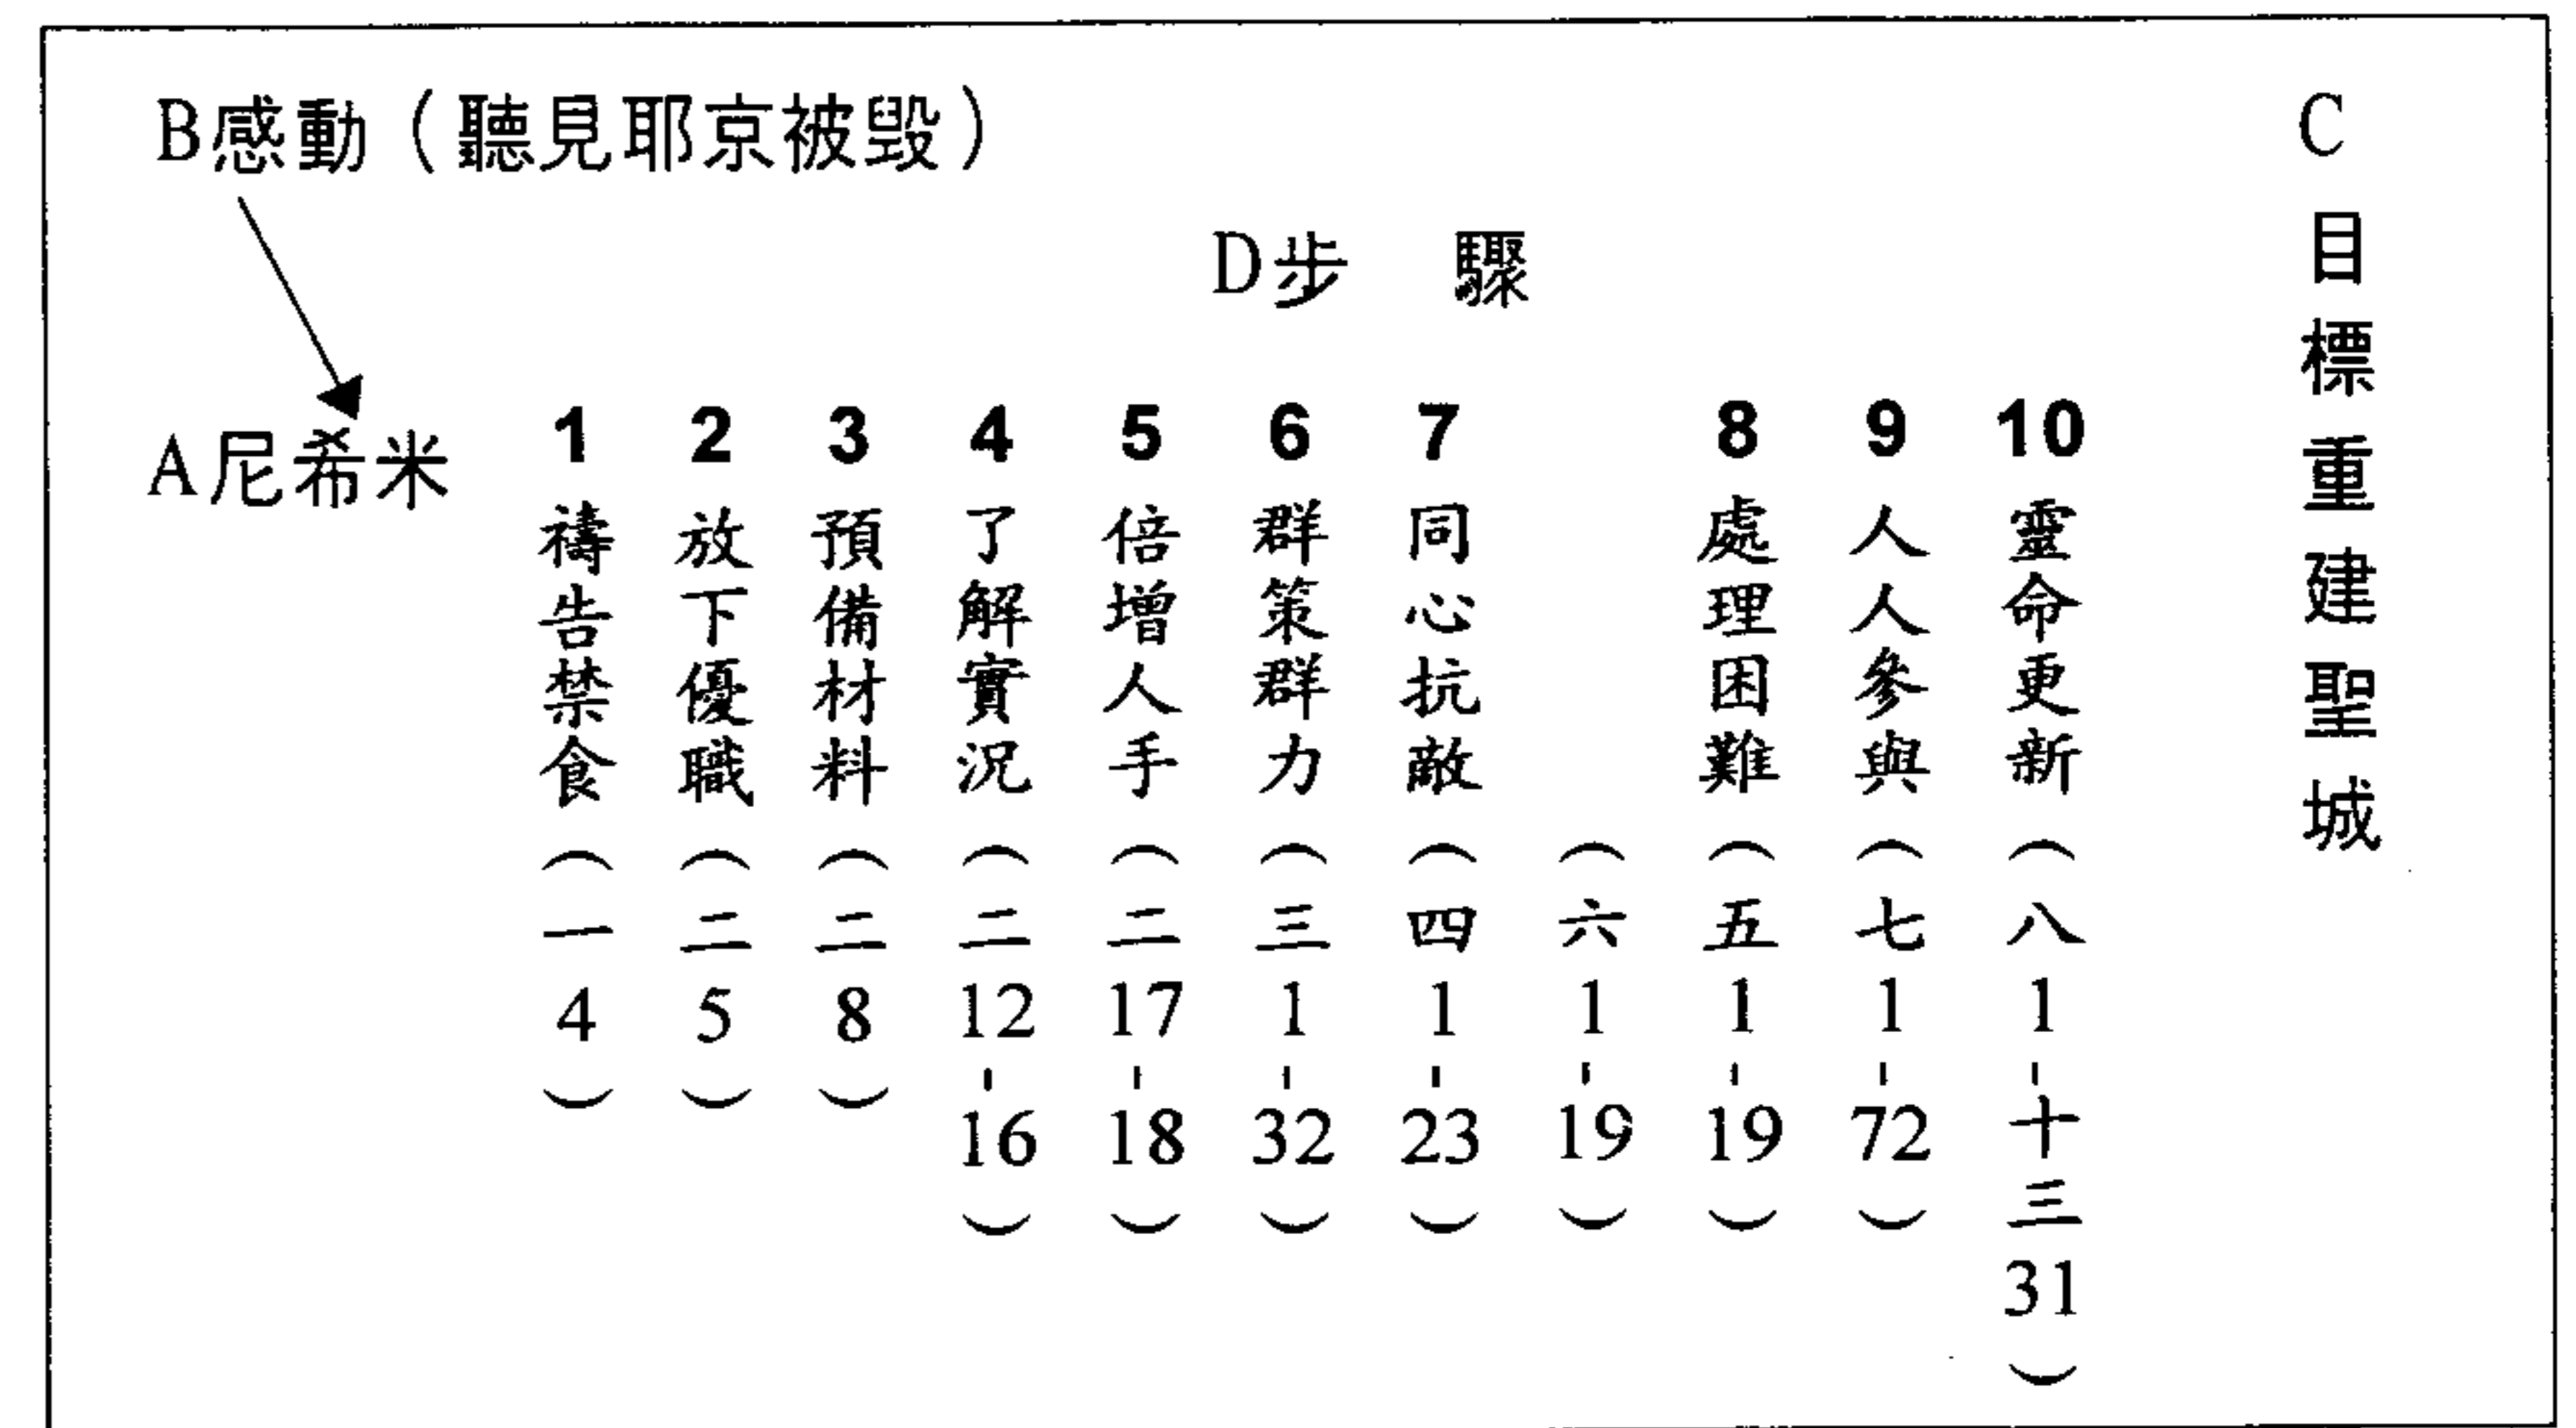 B感動（聽見耶京被毀）
D步　驟
A尼希米
1禱告禁食（一4）
2放下優職（二5）
3預備材料（二8）
4了解實況（二12-16）
5倍增人手（二17-18）
6群策群力（三1-32）
7同心抗敵（四1-23）
（六1-19）
8處理困難（五1-19）
9人人參與（七1-72）
10靈命更新（八1-十三31）
C目標重建聖城